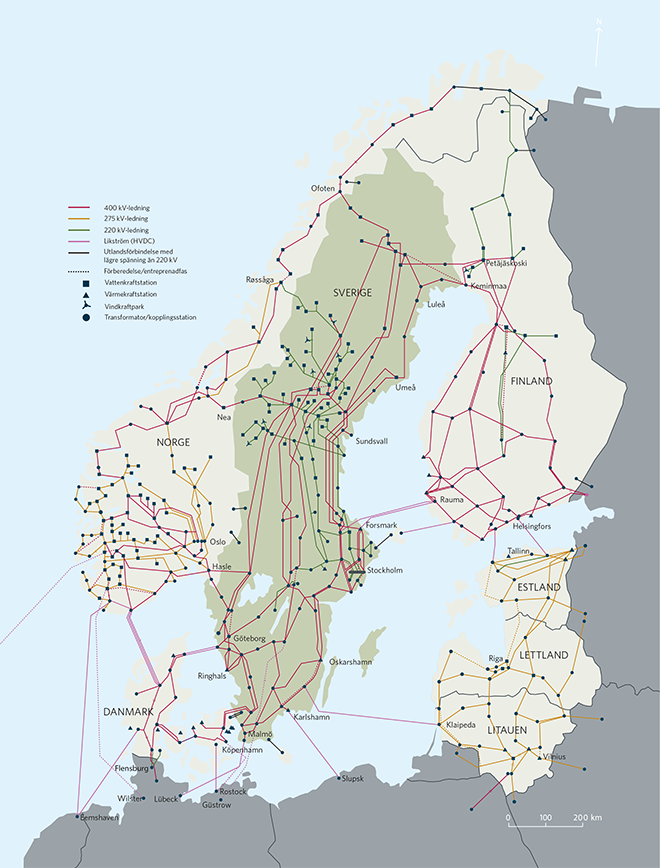 N
400 kV-ledning
275 kV-ledning
220 kV-ledning
Likström (HVDC)
Utlandsförbindelse med
lägre spänning än 220 kV
Förberedelse/entreprenadfas
Vattenkraftstation
Värmekraftstation
Vindkraftpark
Transformator/kopplingsstation
Ofoten
Røssåga
Petäjäskoski
Keminmaa
SVERIGE
Luleå
FINLAND
Umeå
Nea
NORGE
Sundsvall
Rauma
Forsmark
Helsingfors
Oslo
Tallinn
Hasle
Stockholm
ESTLAND
Göteborg
LETTLAND
Riga
Oskarshamn
Ringhals
DANMARK
Karlshamn
Klaipeda
LITAUEN
Malmö
Köpenhamn
Vilnius
Flensburg
Slupsk
Rostock
Wilster
Lübeck
Güstrow
Eemshaven
0 100 200 km